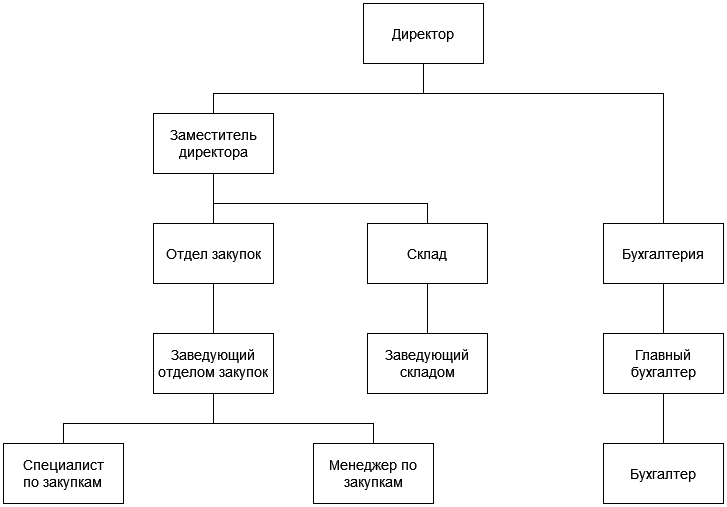 Директор
Заместитель
директора
Отдел закупок
Склад
Бухгалтерия
Заведующий
отделом закупок
Заведующий
складом
Главный
бухгалтер
Специалист
по закупкам
Менеджер по
закупкам
Бухгалтер